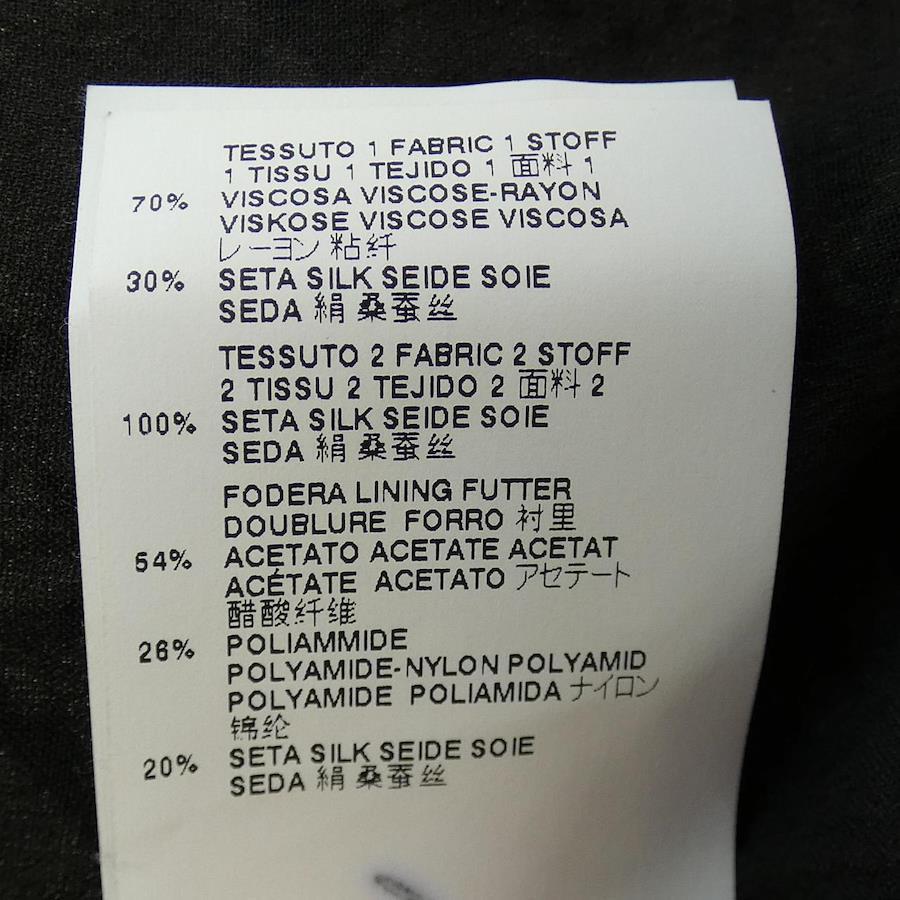 TESSUTO 1 FABRIC 1 STOFF
1 TISSU 1 TEJIDO 1 面料 1
70% VISCOSA VISCOSE-RAYON
VISKOSE VISCOSE VISCOSA
レーヨン 粘纤
30% SETA SILK SEIDE SOIE
SEDA 絹 桑蚕丝
TESSUTO 2 FABRIC 2 STOFF
2 TISSU 2 TEJIDO 2 面料 2
100% SETA SILK SEIDE SOIE
SEDA 絹 桑蚕丝
FODERA LINING FUTTER
DOUBLURE FORRO 衬里
54% ACETATO ACETATE ACETAT
ACÉTATE ACETATO アセテート
醋酸纤维
26% POLIAMMIDE
POLYAMIDE-NYLON POLYAMID
POLYAMIDE POLIAMIDA ナイロン
锦纶
20% SETA SILK SEIDE SOIE
SEDA 絹 桑蚕丝